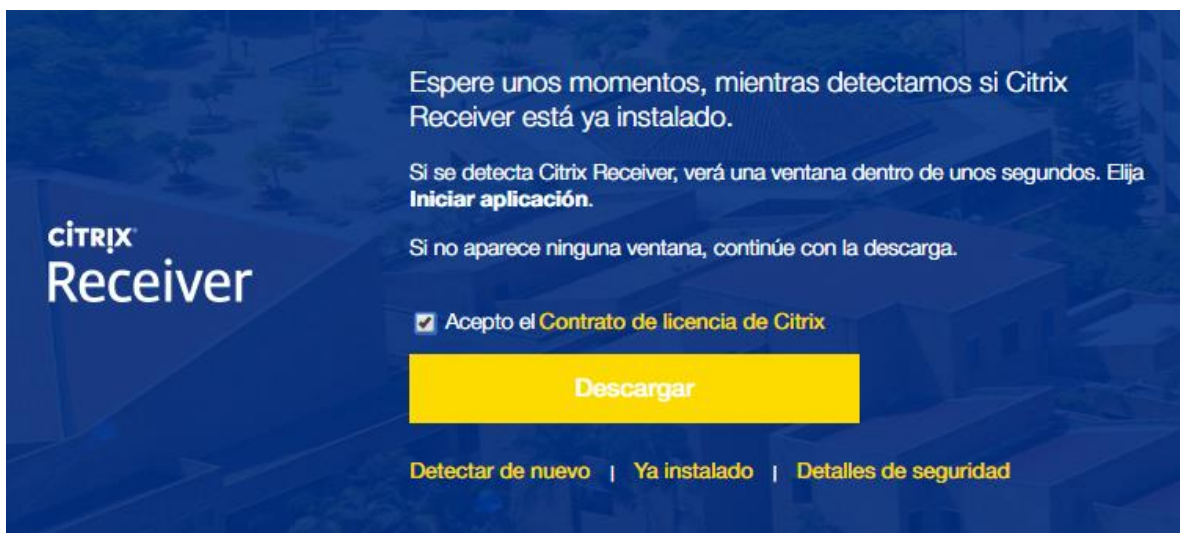 Espere unos momentos, mientras detectamos si Citrix
Receiver está ya instalado.
Si se detecta Citrix Receiver, verá una ventana dentro de unos segundos. Elija
Iniciar aplicación.
CİTRIX
Receiver
Si no aparece ninguna ventana, continúe con la descarga.
Acepto el Contrato de licencia de Citrix
Descargar
Detectar de nuevo | Ya instalado | Detalles de seguridad